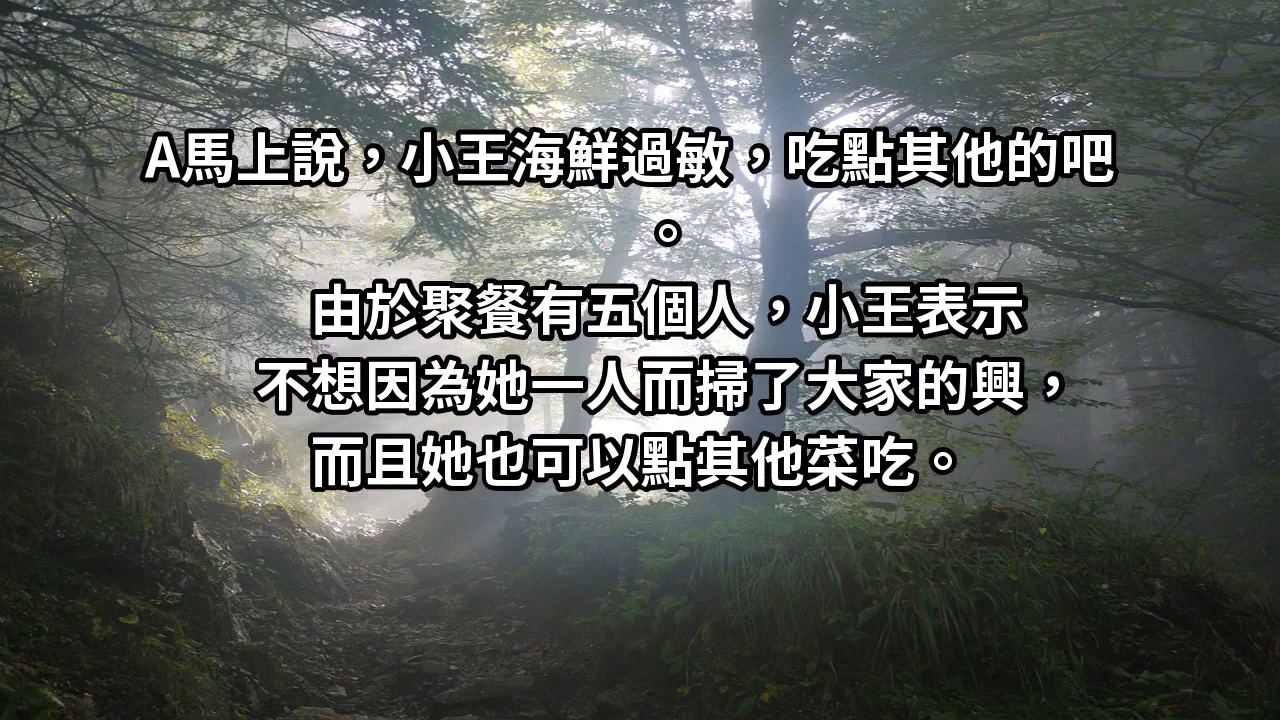 A馬上說，小王海鮮過敏，吃點其他的吧
。
由於聚餐有五個人，小王表示
不想因為她一人而掃了大家的興，
而且她也可以點其他菜吃。